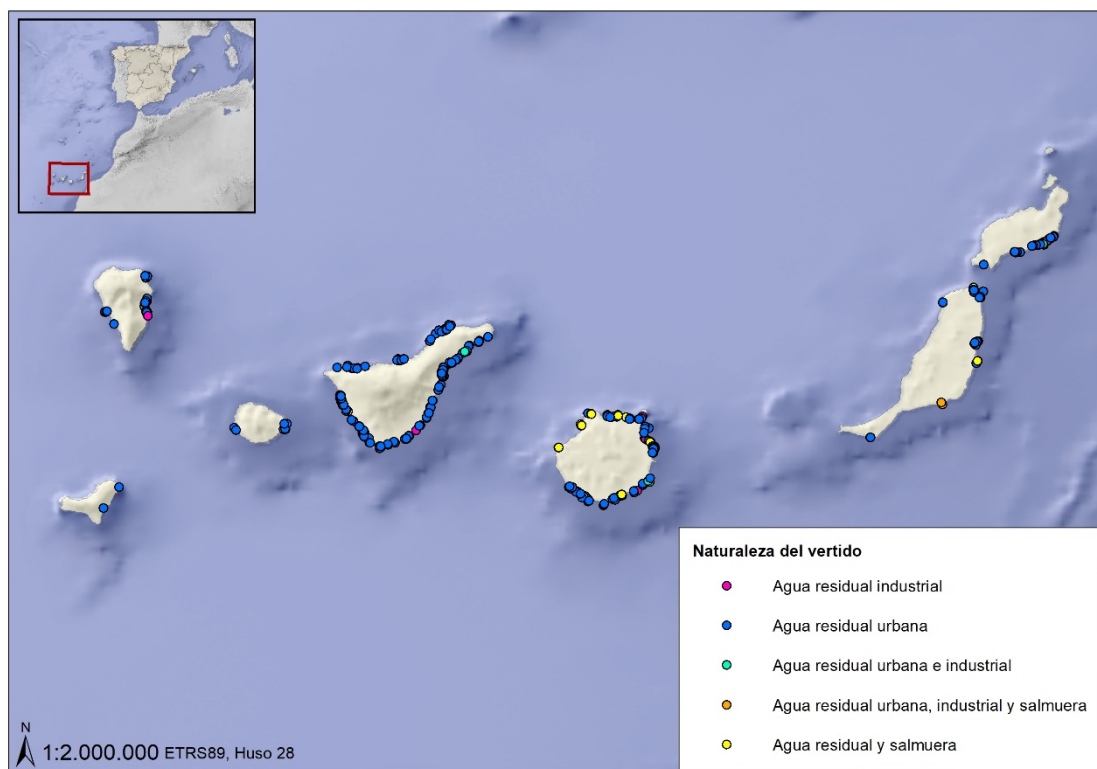 Naturaleza del vertido
Agua residual industrial
Agua residual urbana
Agua residual urbana e industrial
Agua residual urbana, industrial y salmuera
Agua residual y salmuera
N
1:2.000.000 ETRS89, Huso 28